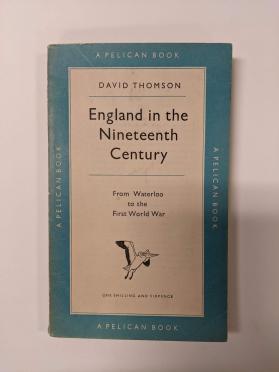 A PELICAN BOOK
DAVID THOMSON
England in the
Nineteenth
Century
From Waterloo
to the
First World War
ONE SHILLING AND SIXPENCE
A PELICAN BOOK
A PELICAN BOOK
A PELICAN BOOK